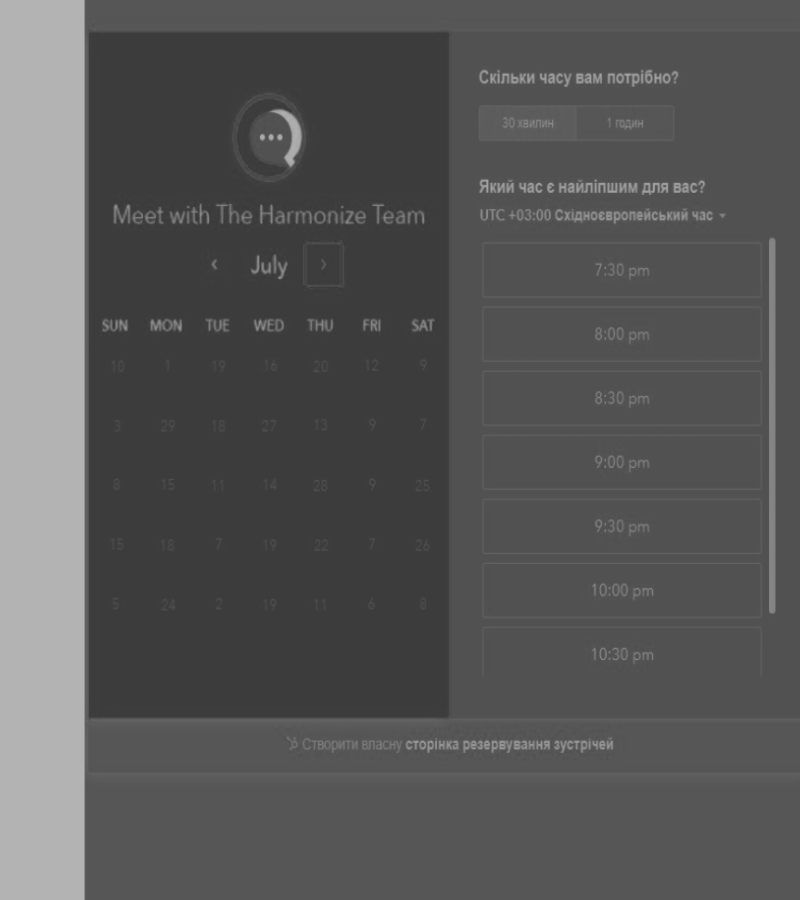 Meet with The Harmonize Team
‹ July ›
SUN MON TUE WED THU FRI SAT
10 1 19 16 20 12 9
3 29 18 27 13 9 7
8 15 11 14 28 9 25
15 18 7 19 22 7 26
5 24 2 19 11 6 8
Скільки часу вам потрібно?
30 хвилин 1 годин
Який час є найліпшим для вас?
UTC +03:00 Східноєвропейський час
7:30 pm
8:00 pm
8:30 pm
9:00 pm
9:30 pm
10:00 pm
10:30 pm
Створити власну сторінка резервування зустрічей